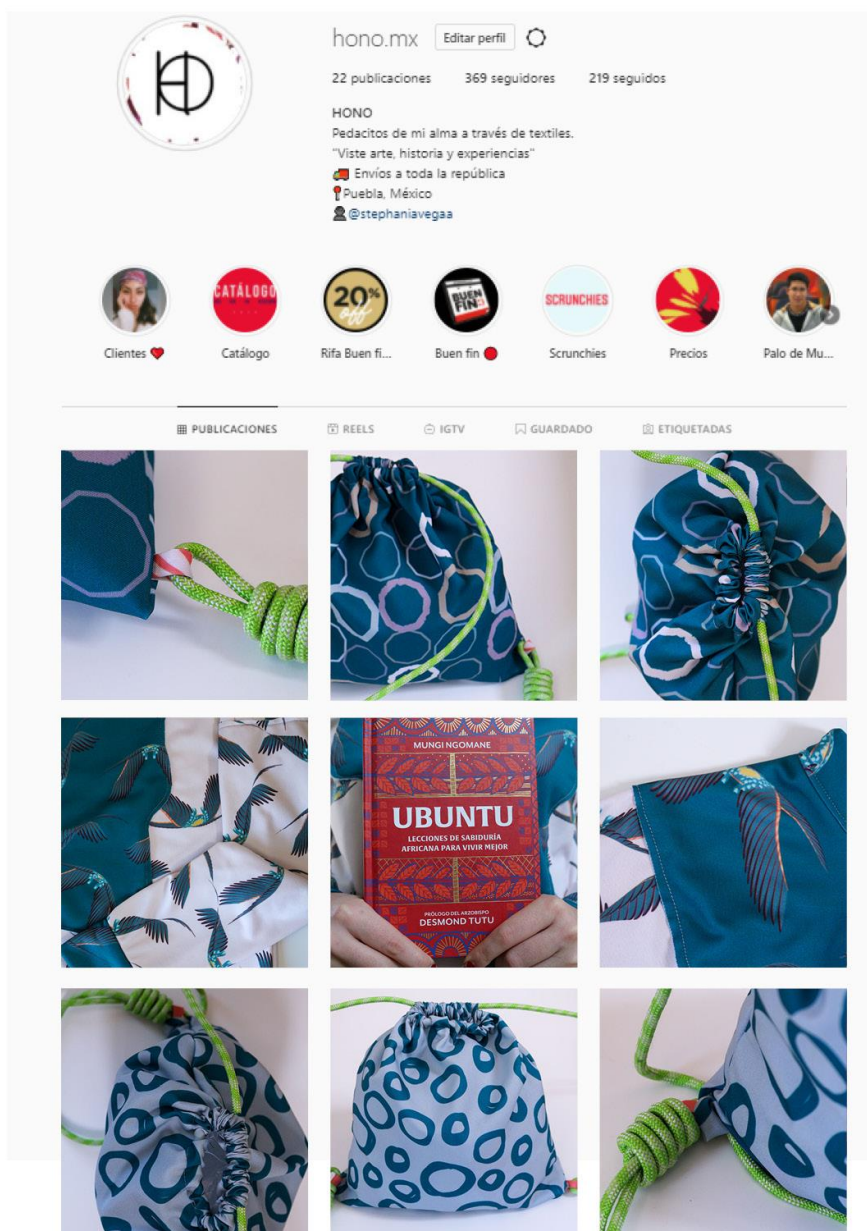 hono.mx Editar perfil
22 publicaciones 369 seguidores 219 seguidos
HONO
Pedacitos de mi alma a través de textiles.
"Viste arte, historia y experiencias"
Envíos a toda la república
Puebla, México
@stephaniavegaa
CATÁLOGO
20%
off
BUEN
FIN
SCRUNCHIES
Clientes Catálogo Rifa Buen fi... Buen fin Scrunchies Precios Palo de Mu...
PUBLICACIONES REELS IGTV GUARDADO ETIQUETADAS
MUNGI NGOMANE
UBUNTU
LECCIONES DE SABIDURÍA
AFRICANA PARA VIVIR MEJOR
PRÓLOGO DEL ARZOBISPO
DESMOND TUTU